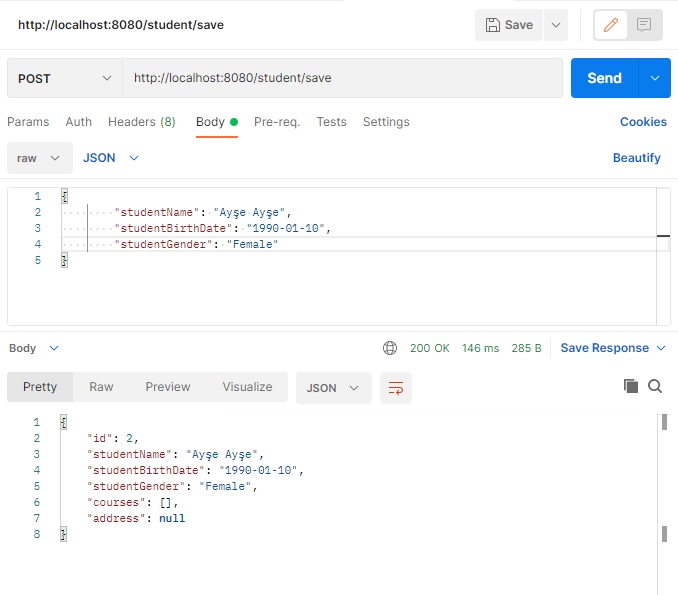 http://localhost:8080/student/save
Save
POST
http://localhost:8080/student/save
Send
Params Auth Headers (8) Body Pre-req. Tests Settings Cookies
raw JSON Beautify
1 {
2 "studentName": "Ayşe Ayşe",
3 "studentBirthDate": "1990-01-10",
4 "studentGender": "Female"
5 }
Body 200 OK 146 ms 285 B Save Response
Pretty Raw Preview Visualize JSON
1 {
2 "id": 2,
3 "studentName": "Ayşe Ayşe",
4 "studentBirthDate": "1990-01-10",
5 "studentGender": "Female",
6 "courses": [],
7 "address": null
8 }